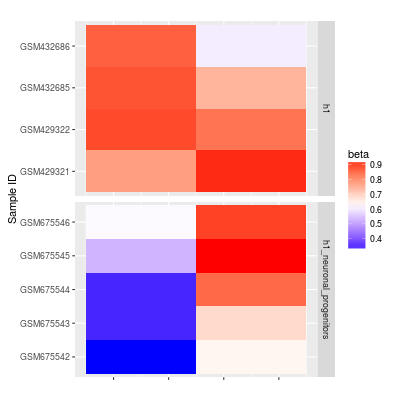 GSM432686
GSM432685
GSM429322
GSM429321
h1
GSM675546
GSM675545
GSM675544
GSM675543
GSM675542
h1_neuronal_progenitors
Sample ID
beta
0.9
0.8
0.7
0.6
0.5
0.4